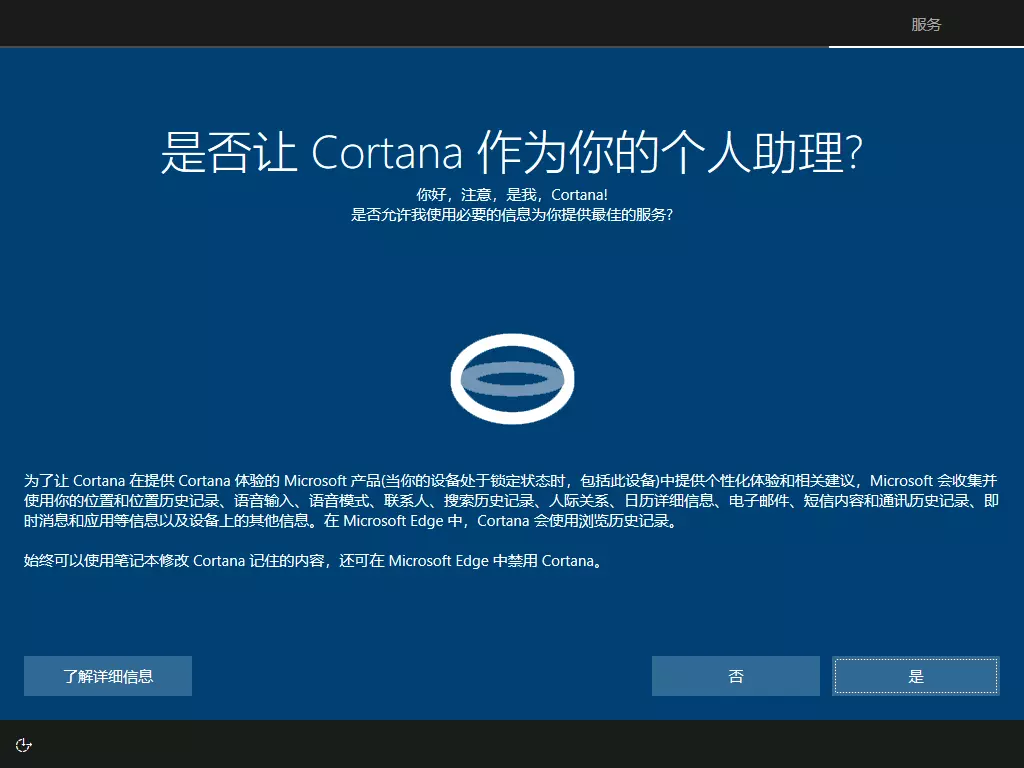 服务
是否让 Cortana 作为你的个人助理?
你好，注意，是我，Cortana!
是否允许我使用必要的信息为你提供最佳的服务?
为了让 Cortana 在提供 Cortana 体验的 Microsoft 产品(当你的设备处于锁定状态时，包括此设备)中提供个性化体验和相关建议，Microsoft 会收集并
使用你的位置和位置历史记录、语音输入、语音模式、联系人、搜索历史记录、人际关系、日历详细信息、电子邮件、短信内容和通讯历史记录、即
时消息和应用等信息以及设备上的其他信息。在 Microsoft Edge 中，Cortana 会使用浏览历史记录。
始终可以使用笔记本修改 Cortana 记住的内容，还可在 Microsoft Edge 中禁用 Cortana。
了解详细信息
否
是